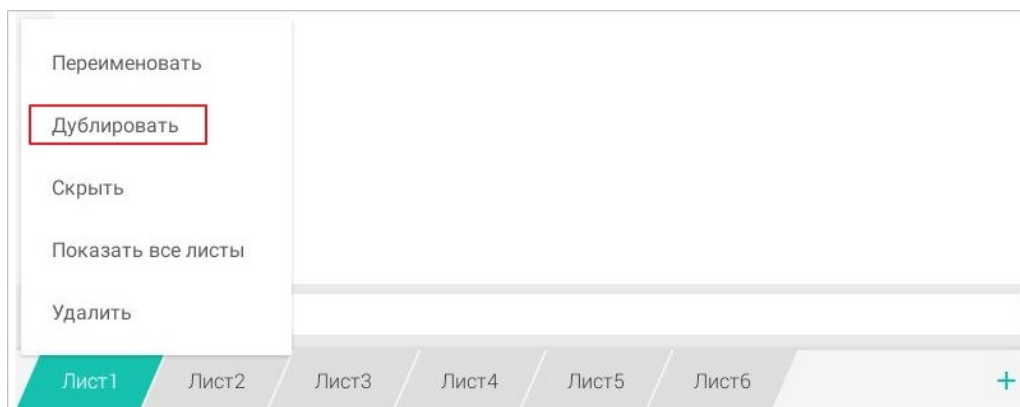 Переименовать
Дублировать
Скрыть
Показать все листы
Удалить
Лист1 Лист2 Лист3 Лист4 Лист5 Лист6 +